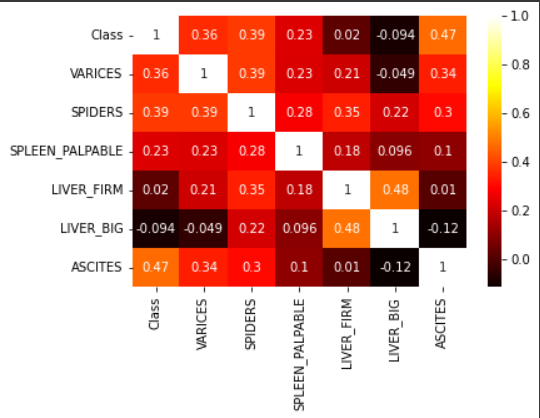 Class 1 0.36 0.39 0.23 0.02 -0.094 0.47
VARICES 0.36 1 0.39 0.23 0.21 -0.049 0.34
SPIDERS 0.39 0.39 1 0.28 0.35 0.22 0.3
SPLEEN_PALPABLE 0.23 0.23 0.28 1 0.18 0.096 0.1
LIVER_FIRM 0.02 0.21 0.35 0.18 1 0.48 0.01
LIVER_BIG -0.094 -0.049 0.22 0.096 0.48 1 -0.12
ASCITES 0.47 0.34 0.3 0.1 0.01 -0.12 1
Class
VARICES
SPIDERS
SPLEEN_PALPABLE
LIVER_FIRM
LIVER_BIG
ASCITES
1.0
0.8
0.6
0.4
0.2
0.0